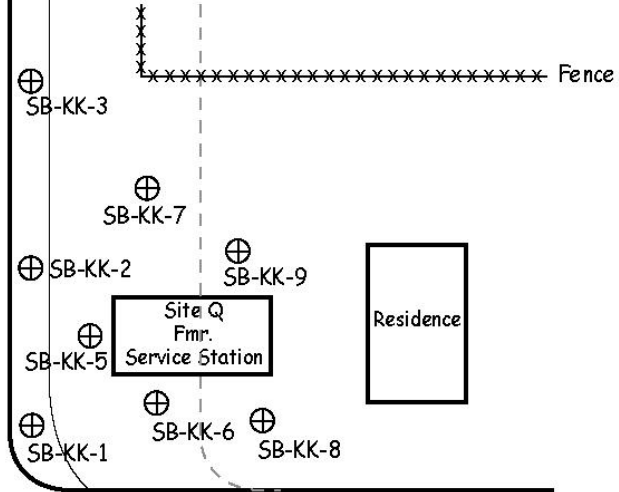 Fence
SB-KK-3
SB-KK-7
SB-KK-2
SB-KK-9
Site Q
Fmr.
Service Station
Residence
SB-KK-5
SB-KK-6
SB-KK-8
SB-KK-1